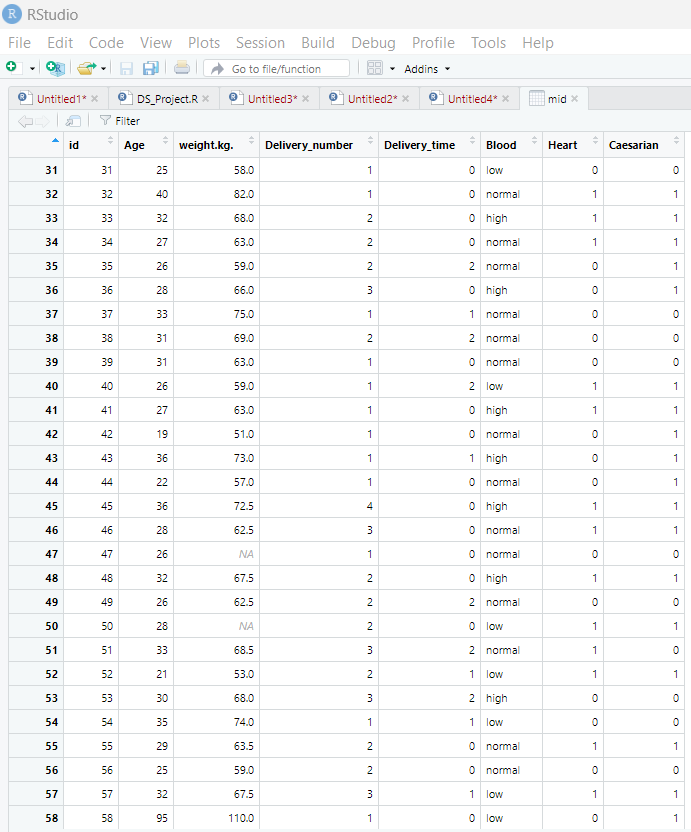 RStudio
File Edit Code View Plots Session Build Debug Profile Tools Help
Go to file/function Addins
Untitled1* DS_Project.R Untitled3* Untitled2* Untitled4* mid
Filter
id Age weight.kg. Delivery_number Delivery_time Blood Heart Caesarian
31 31 25 58.0 1 0 low 0 0
32 32 40 82.0 1 0 normal 1 1
33 33 32 68.0 2 0 high 1 1
34 34 27 63.0 2 0 normal 1 1
35 35 26 59.0 2 2 normal 0 1
36 36 28 66.0 3 0 high 0 1
37 37 33 75.0 1 1 normal 0 0
38 38 31 69.0 2 2 normal 0 0
39 39 31 63.0 1 0 normal 0 0
40 40 26 59.0 1 2 low 1 1
41 41 27 63.0 1 0 high 1 1
42 42 19 51.0 1 0 normal 0 1
43 43 36 73.0 1 1 high 0 1
44 44 22 57.0 1 0 normal 0 1
45 45 36 72.5 4 0 high 1 1
46 46 28 62.5 3 0 normal 1 1
47 47 26 NA 1 0 normal 0 0
48 48 32 67.5 2 0 high 1 1
49 49 26 62.5 2 2 normal 0 0
50 50 28 NA 2 0 low 1 1
51 51 33 68.5 3 2 normal 1 0
52 52 21 53.0 2 1 low 1 1
53 53 30 68.0 3 2 high 0 0
54 54 35 74.0 1 1 low 0 0
55 55 29 63.5 2 0 normal 1 1
56 56 25 59.0 2 0 normal 0 0
57 57 32 67.5 3 1 low 1 1
58 58 95 110.0 1 0 low 0 1